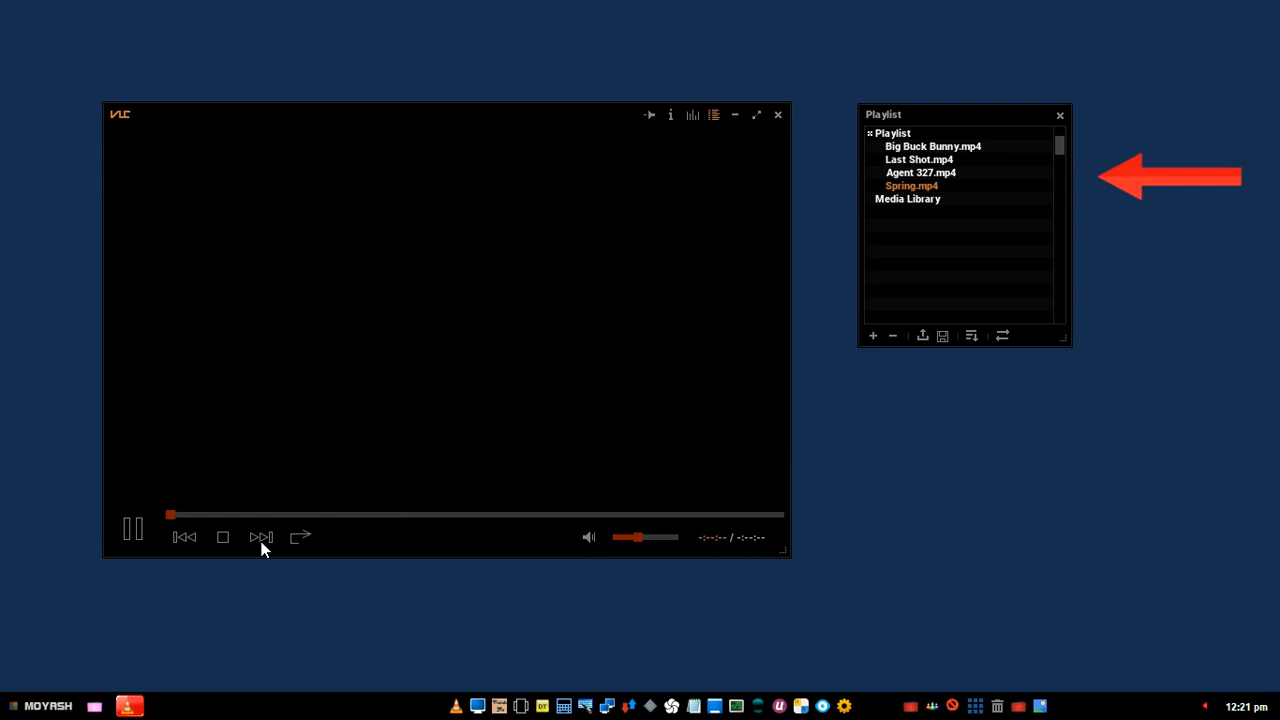 VLC
Playlist
Playlist
Big Buck Bunny.mp4
Last Shot.mp4
Agent 327.mp4
Spring.mp4
Media Library
-:--:-- / -:--:--
MOYASH
DT
12:21 pm